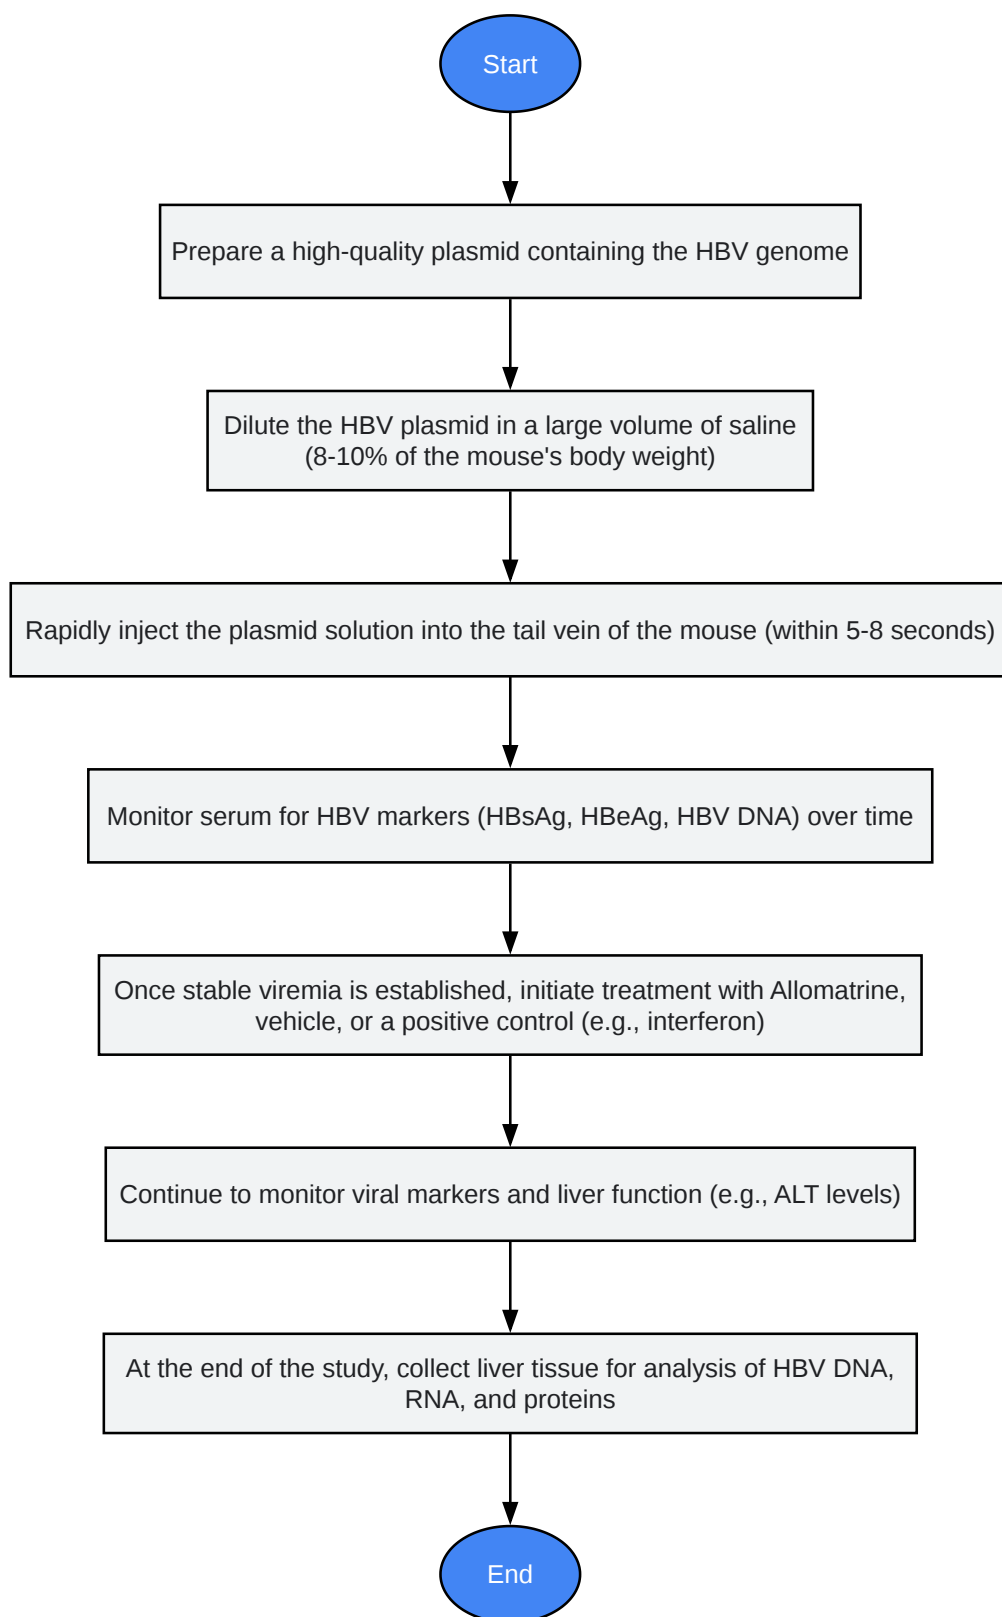 Start
Prepare a high-quality plasmid containing the HBV genome
Dilute the HBV plasmid in a large volume of saline
(8-10% of the mouse's body weight)
Rapidly inject the plasmid solution into the tail vein of the mouse (within 5-8 seconds)
Monitor serum for HBV markers (HBsAg, HBeAg, HBV DNA) over time
Once stable viremia is established, initiate treatment with Allomatrine,
vehicle, or a positive control (e.g., interferon)
Continue to monitor viral markers and liver function (e.g., ALT levels)
At the end of the study, collect liver tissue for analysis of HBV DNA,
RNA, and proteins
End